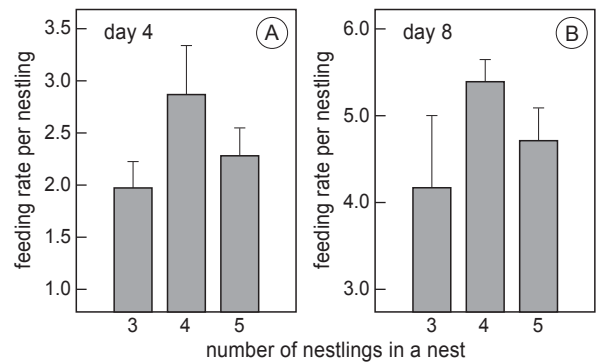 day 4
A
feeding rate per nestling
3.5
3.0
2.5
2.0
1.5
1.0
3 4 5
day 8
B
feeding rate per nestling
6.0
5.0
4.0
3.0
3 4 5
number of nestlings in a nest